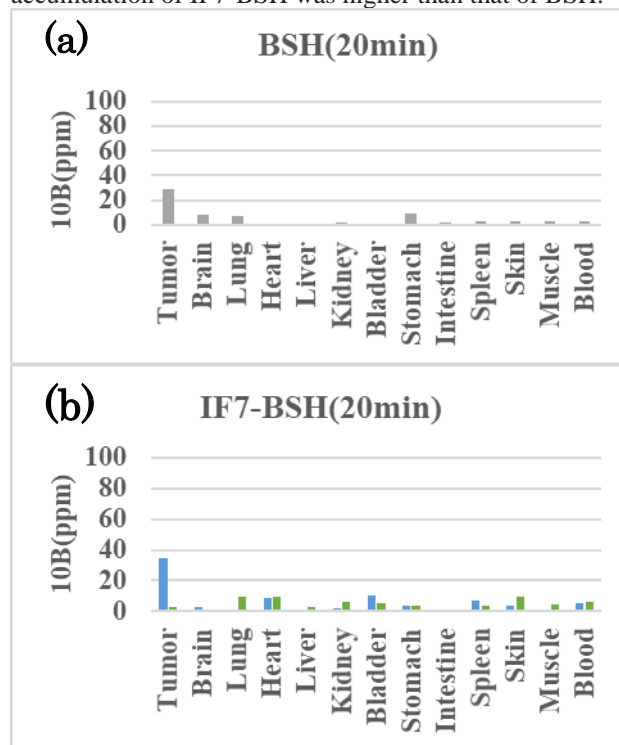 accumulation of IF7-BSH was higher than that of BSH.
(a)
BSH(20min)
10B(ppm)
100
80
60
40
20
0
Tumor
Brain
Lung
Heart
Liver
Kidney
Bladder
Stomach
Intestine
Spleen
Skin
Muscle
Blood
(b)
IF7-BSH(20min)
10B(ppm)
100
80
60
40
20
0
Tumor
Brain
Lung
Heart
Liver
Kidney
Bladder
Stomach
Intestine
Spleen
Skin
Muscle
Blood